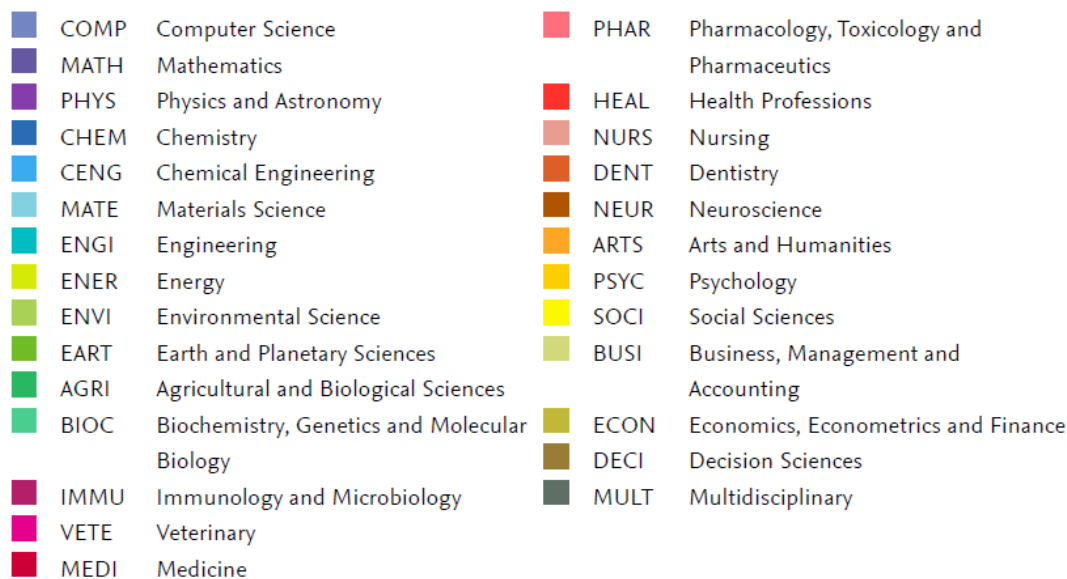 COMP Computer Science
MATH Mathematics
PHYS Physics and Astronomy
CHEM Chemistry
CENG Chemical Engineering
MATE Materials Science
ENGI Engineering
ENER Energy
ENVI Environmental Science
EART Earth and Planetary Sciences
AGRI Agricultural and Biological Sciences
BIOC Biochemistry, Genetics and Molecular
Biology
IMMU Immunology and Microbiology
VETE Veterinary
MEDI Medicine
PHAR Pharmacology, Toxicology and
Pharmaceutics
HEAL Health Professions
NURS Nursing
DENT Dentistry
NEUR Neuroscience
ARTS Arts and Humanities
PSYC Psychology
SOCI Social Sciences
BUSI Business, Management and
Accounting
ECON Economics, Econometrics and Finance
DECI Decision Sciences
MULT Multidisciplinary